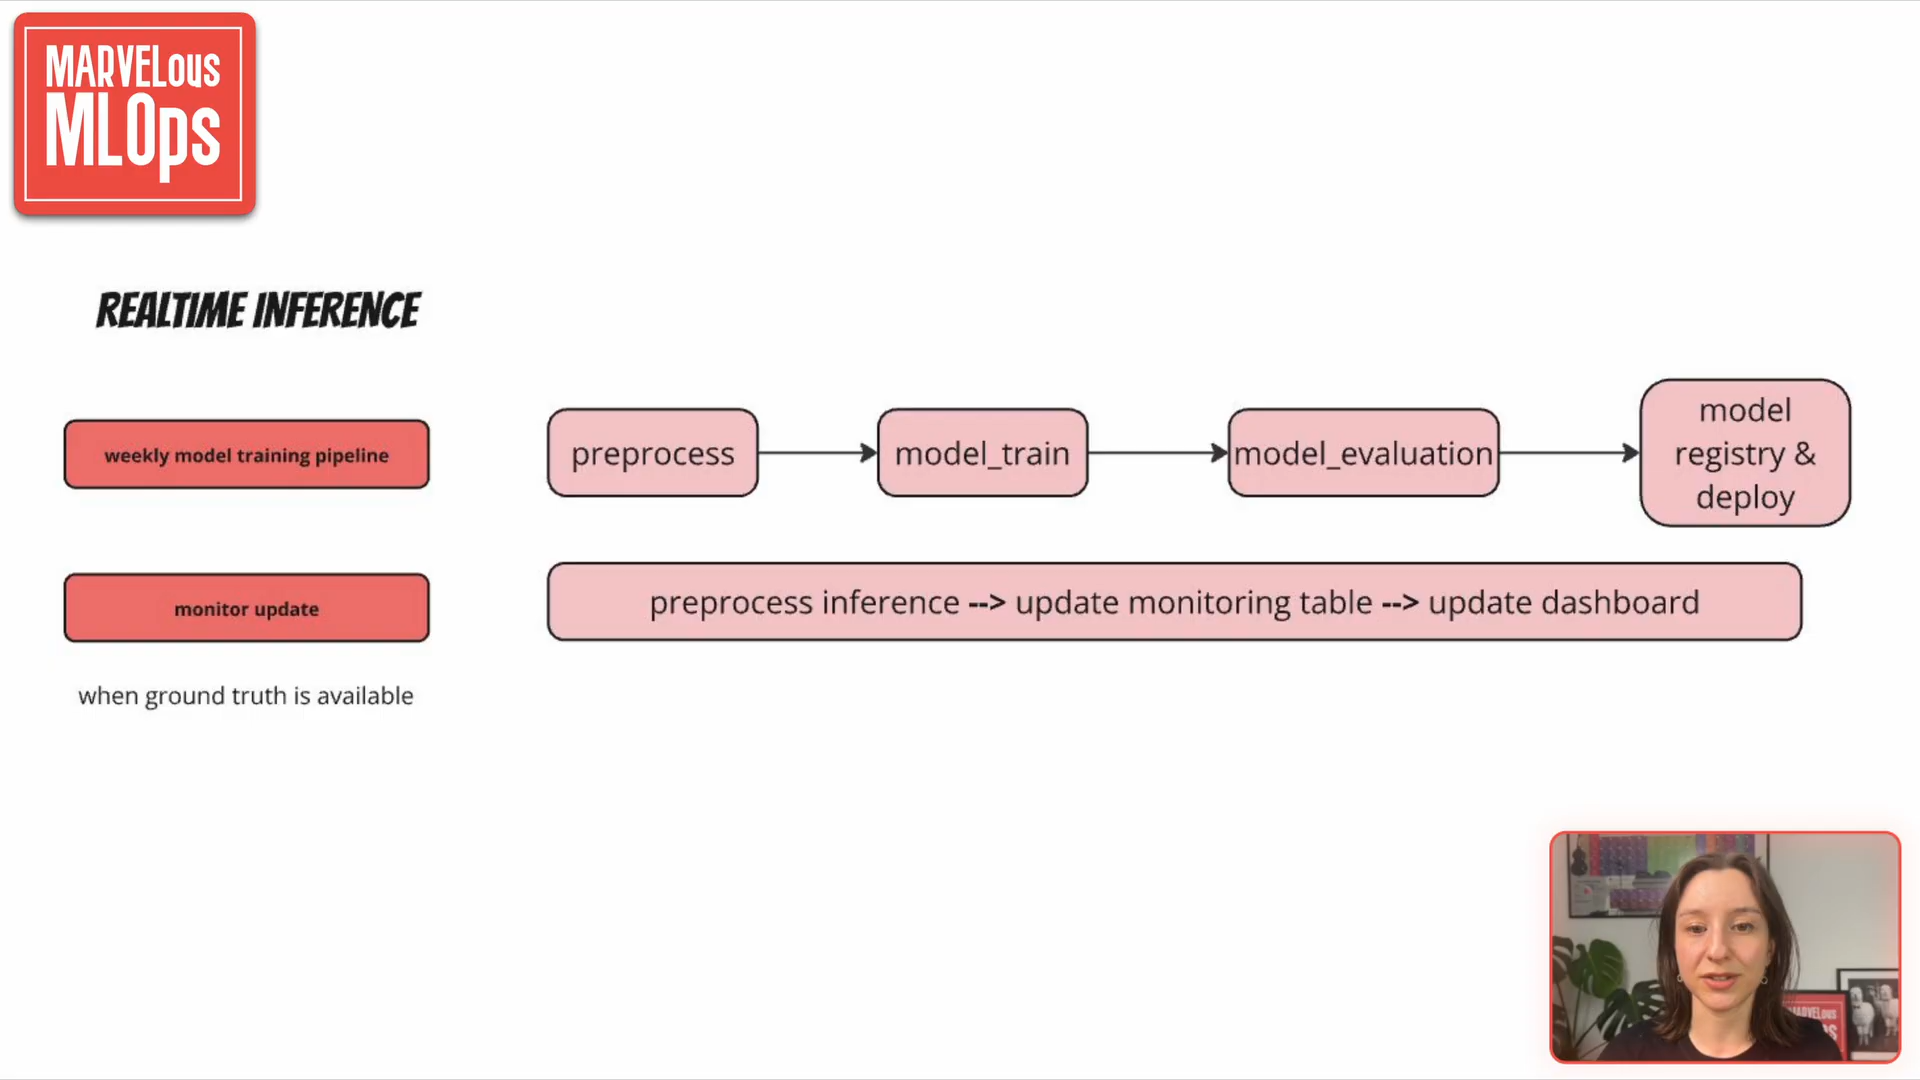 MARVELous
MLOps
REALTIME INFERENCE
weekly model training pipeline
preprocess
model_train
model_evaluation
model
registry &
deploy
monitor update
preprocess inference --> update monitoring table --> update dashboard
when ground truth is available
MARVELous